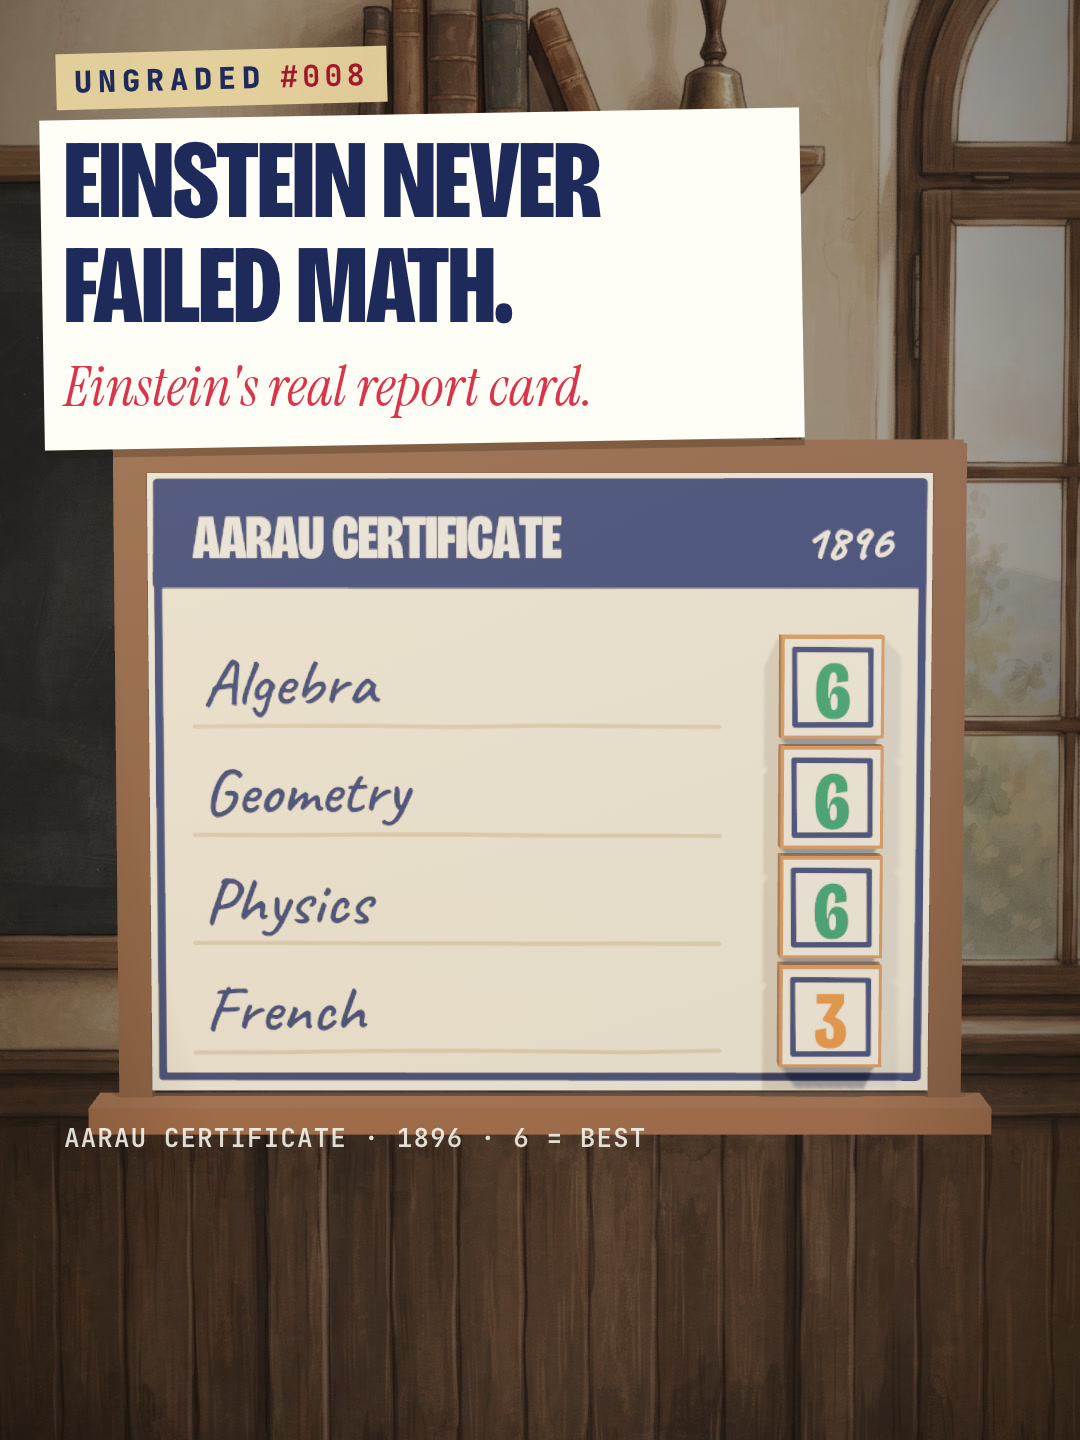 UNGRADED #008
EINSTEIN NEVER
FAILED MATH.
Einstein's real report card.
AARAU CERTIFICATE 1896
Algebra 6
Geometry 6
Physics 6
French 3
AARAU CERTIFICATE · 1896 · 6 = BEST